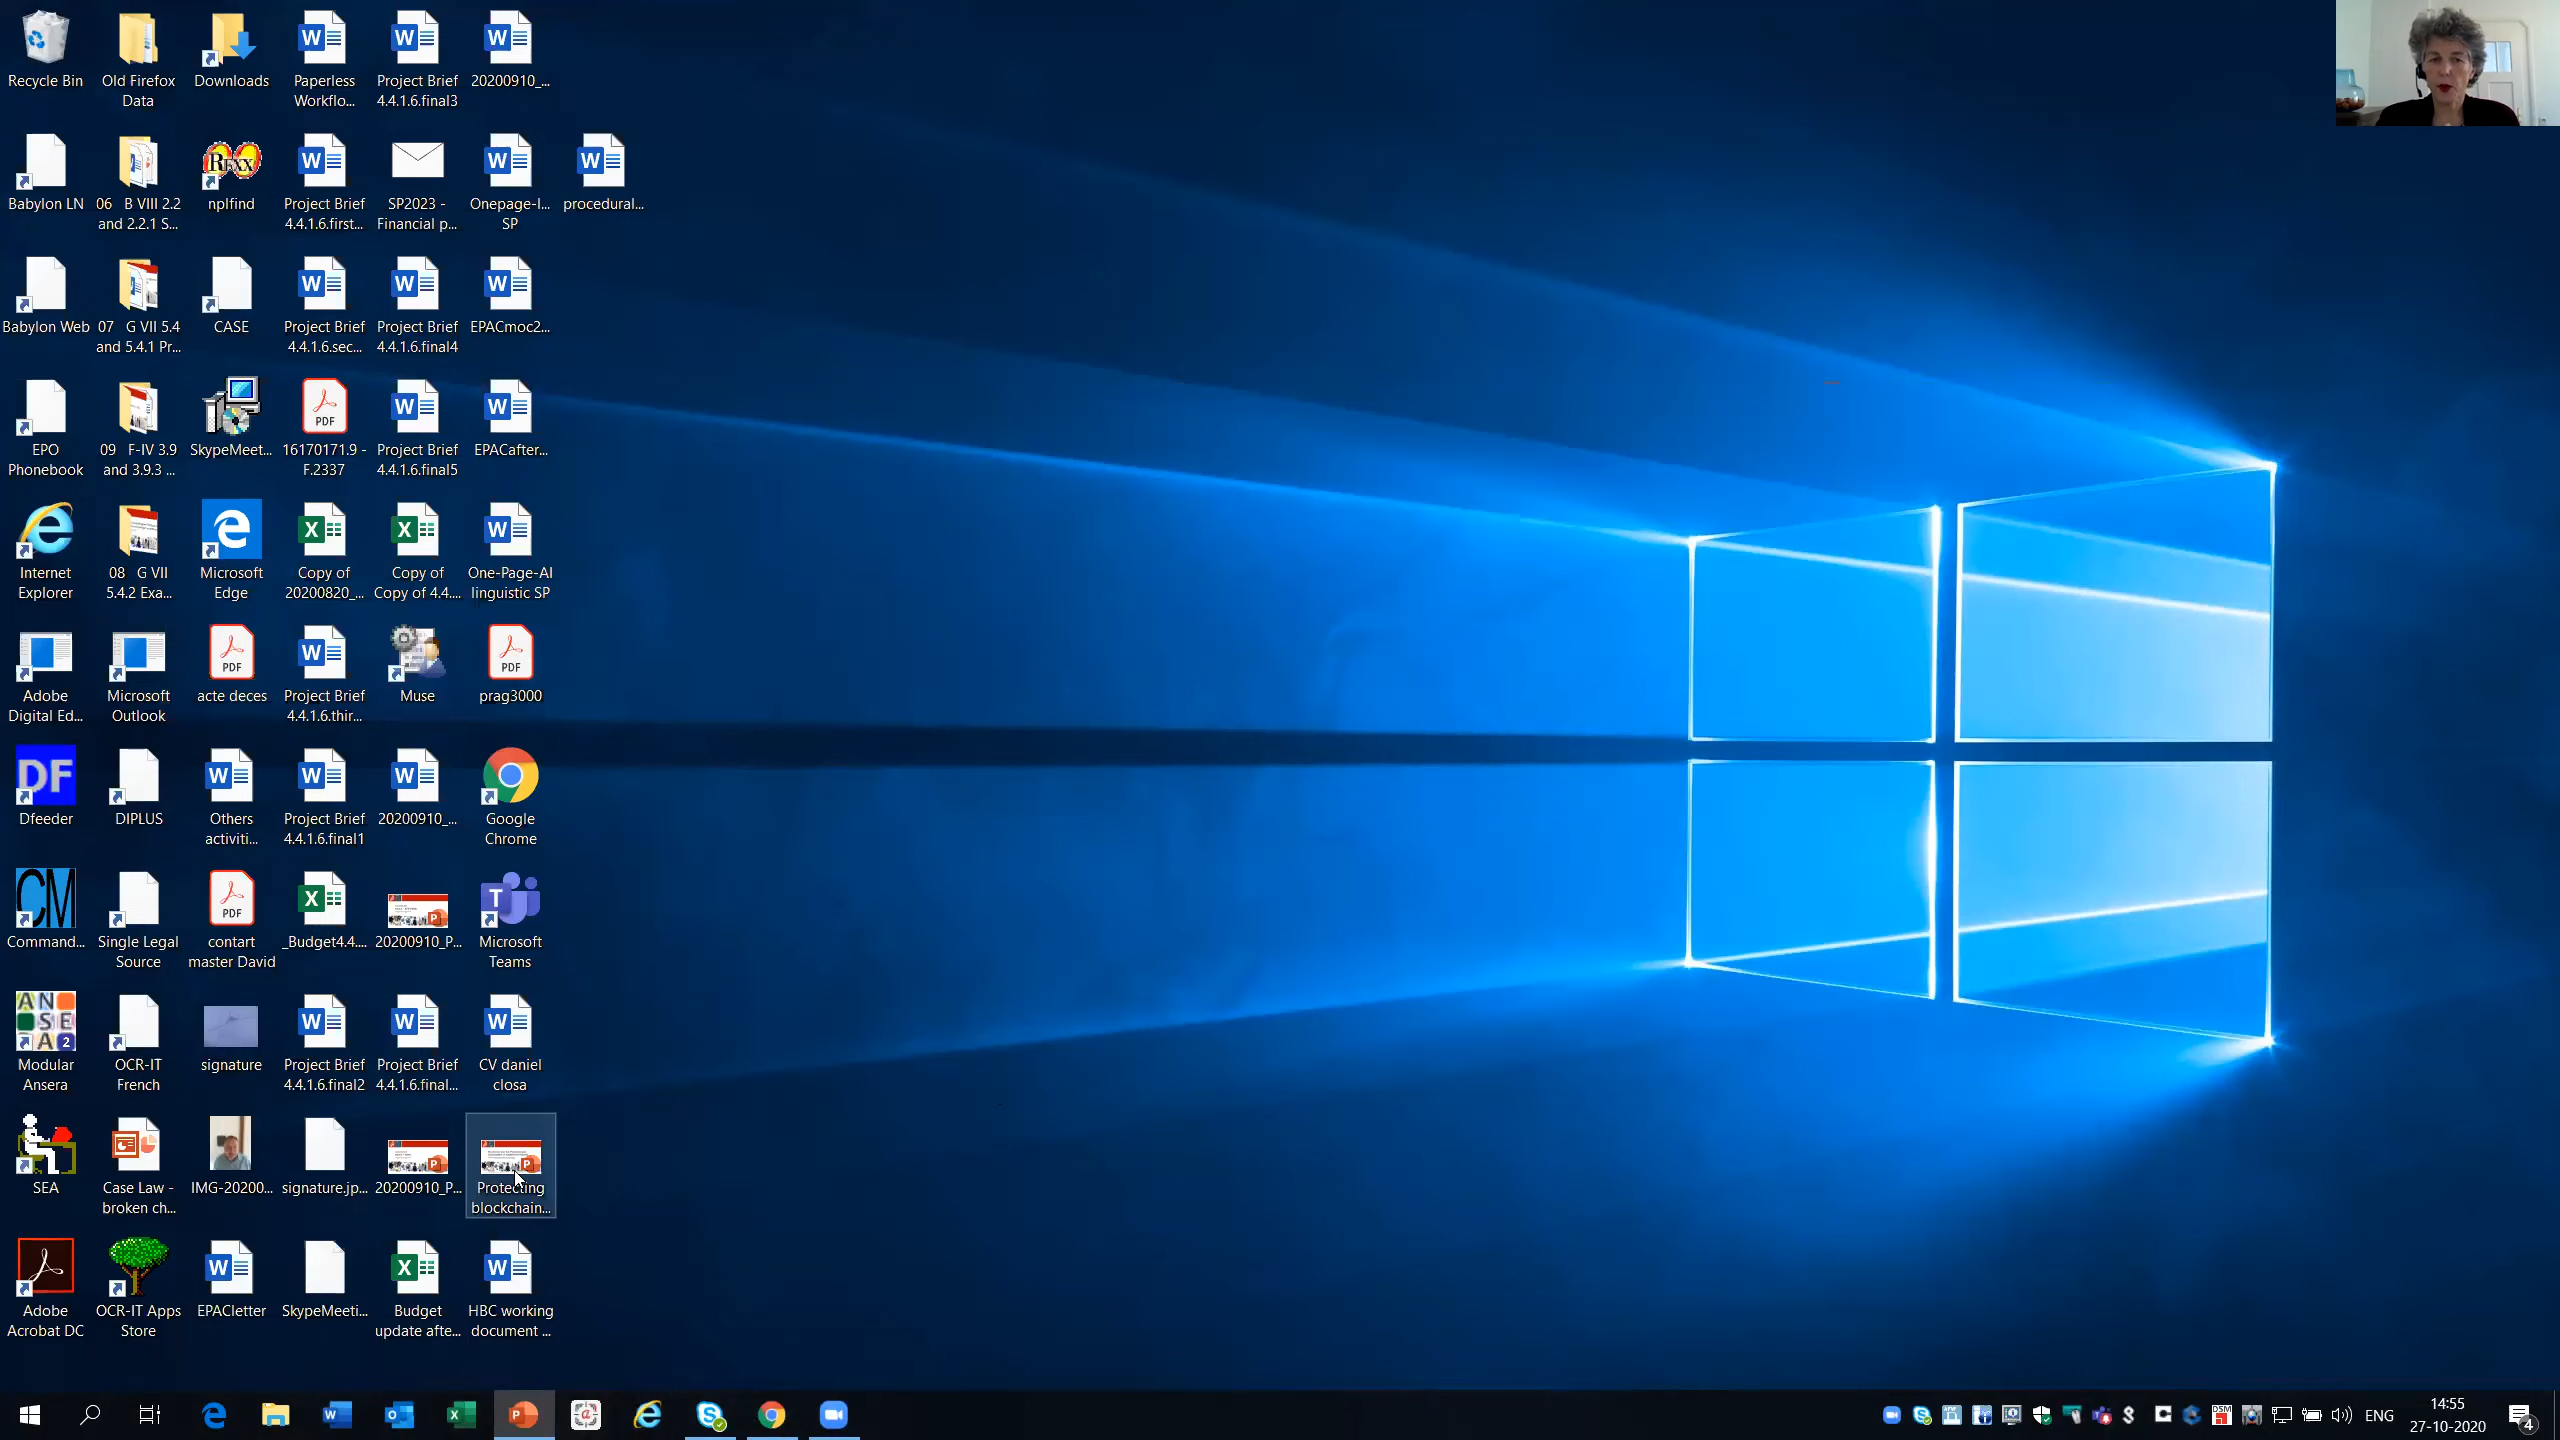 Recycle Bin
Old Firefox
Data
Downloads
Paperless
Workflo...
Project Brief
4.4.1.6.final3
20200910_...
Babylon LN
06   B VIII 2.2
and 2.2.1 S...
nplfind
Project Brief
4.4.1.6.first...
SP2023 -
Financial p...
Onepage-I...
SP
procedural...
Babylon Web
07   G VII 5.4
and 5.4.1 Pr...
CASE
Project Brief
4.4.1.6.sec...
Project Brief
4.4.1.6.final4
EPACmoc2...
EPO
Phonebook
09   F-IV 3.9
and 3.9.3 ...
SkypeMeet...
PDF
16170171.9 -
F.2337
Project Brief
4.4.1.6.final5
EPACafter...
Internet
Explorer
08   G VII
5.4.2 Exa...
Microsoft
Edge
Copy of
20200820_...
Copy of
Copy of 4.4....
One-Page-AI
linguistic SP
Adobe
Digital Ed...
Microsoft
Outlook
PDF
acte deces
Project Brief
4.4.1.6.thir...
Muse
PDF
prag3000
DF
Dfeeder
DIPLUS
Others
activiti...
Project Brief
4.4.1.6.final1
20200910_...
Google
Chrome
CM
Command...
Single Legal
Source
PDF
contart
master David
_Budget4.4....
20200910_P...
Microsoft
Teams
Modular
Ansera
OCR-IT
French
signature
Project Brief
4.4.1.6.final2
Project Brief
4.4.1.6.final...
CV daniel
closa
SEA
Case Law -
broken ch...
IMG-20200...
signature.jp...
20200910_P...
Protecting
blockchain...
Adobe
Acrobat DC
OCR-IT Apps
Store
EPACletter
SkypeMeeti...
Budget
update afte...
HBC working
document ...
ENG
14:55
27-10-2020
4